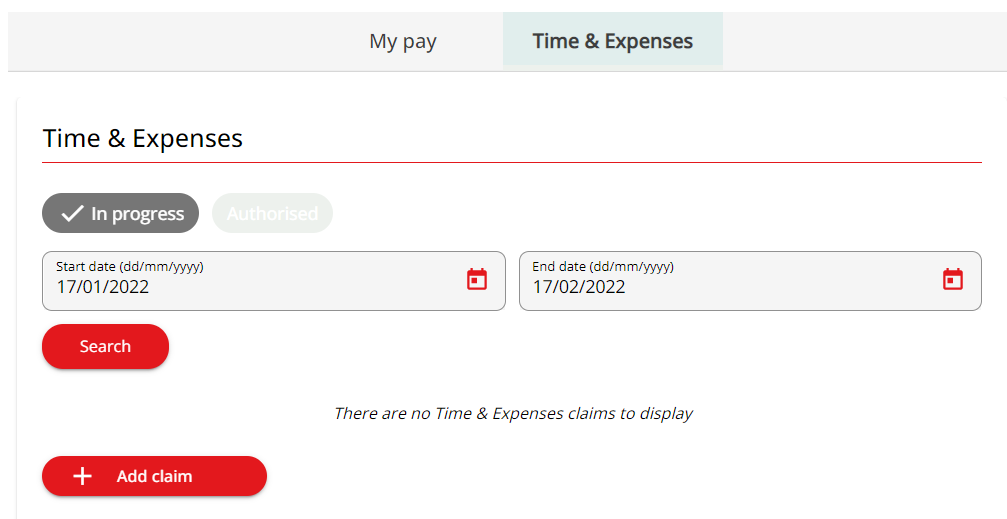 My pay Time & Expenses
Time & Expenses
In progress Authorised
Start date (dd/mm/yyyy) End date (dd/mm/yyyy)
17/01/2022 17/02/2022
Search
There are no Time & Expenses claims to display
Add claim